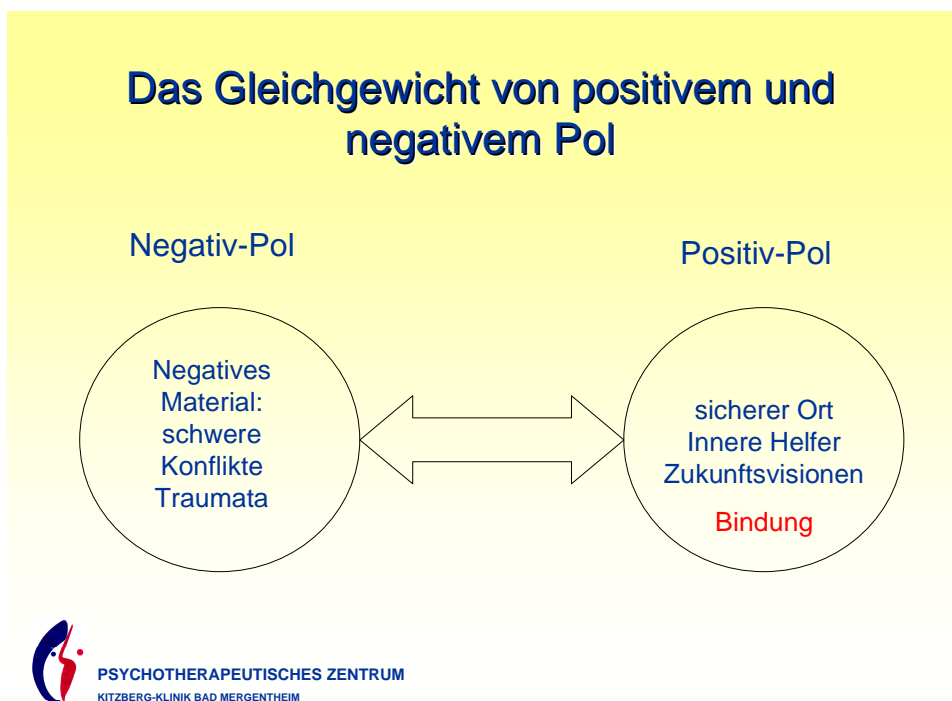 Das Gleichgewicht von positivem und
negativem Pol
Negativ-Pol
Positiv-Pol
Negatives
Material:
schwere
Konflikte
Traumata
sicherer Ort
Innere Helfer
Zukunftsvisionen
Bindung
PSYCHOTHERAPEUTISCHES ZENTRUM
KITZBERG-KLINIK BAD MERGENTHEIM